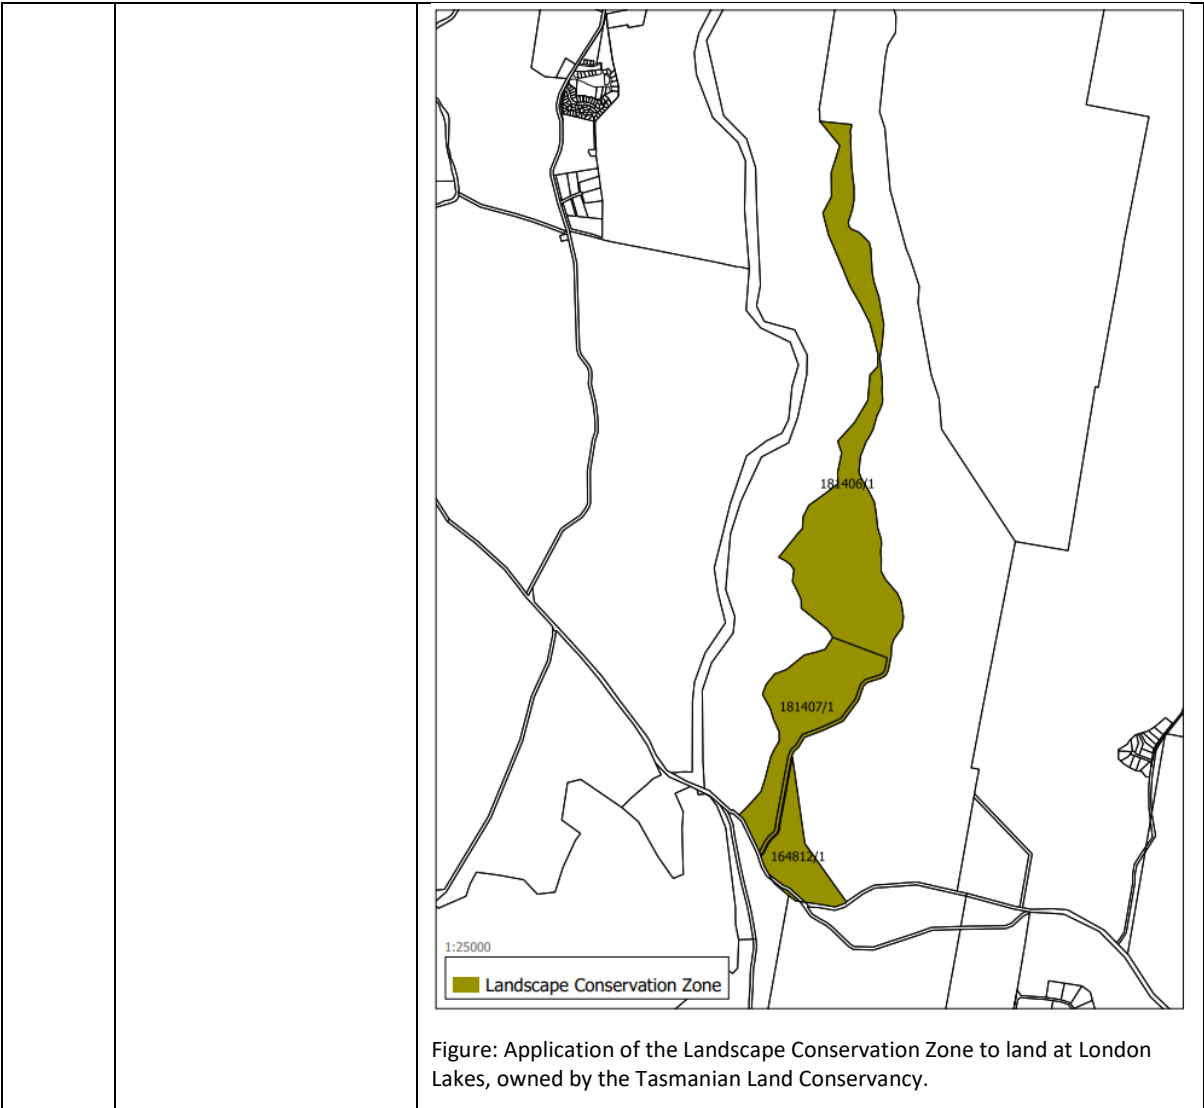 181406/1
181407/1
164812/1
1:25000
Landscape Conservation Zone
Figure: Application of the Landscape Conservation Zone to land at London
Lakes, owned by the Tasmanian Land Conservancy.